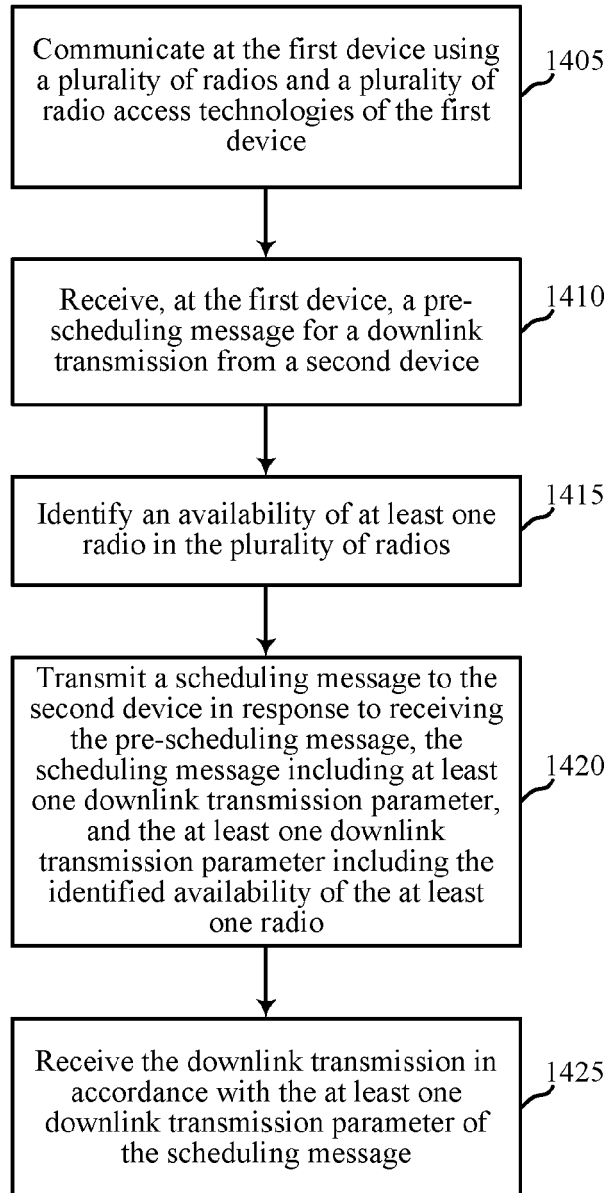 Communicate at the first device using
a plurality of radios and a plurality of
radio access technologies of the first
device
1405
Receive, at the first device, a pre-
scheduling message for a downlink
transmission from a second device
1410
Identify an availability of at least one
radio in the plurality of radios
1415
Transmit a scheduling message to the
second device in response to receiving
the pre-scheduling message, the
scheduling message including at least
one downlink transmission parameter,
and the at least one downlink
transmission parameter including the
identified availability of the at least
one radio
1420
Receive the downlink transmission in
accordance with the at least one
downlink transmission parameter of
the scheduling message
1425